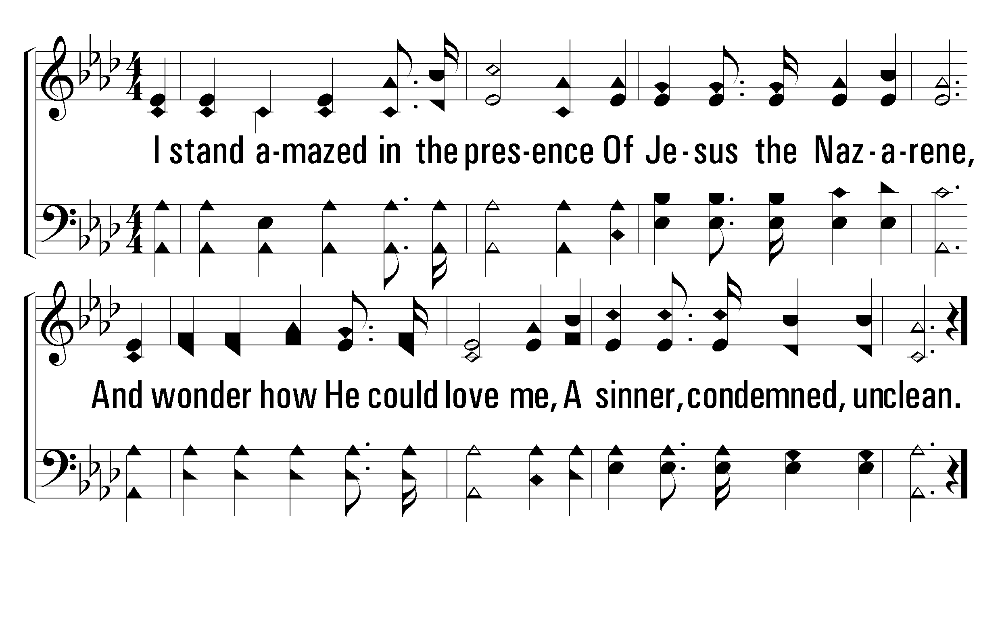 I stand a-mazed in the pres-ence Of Je-sus the Naz-a-rene,
And wonder how He could love me, A sinner, condemned, unclean.